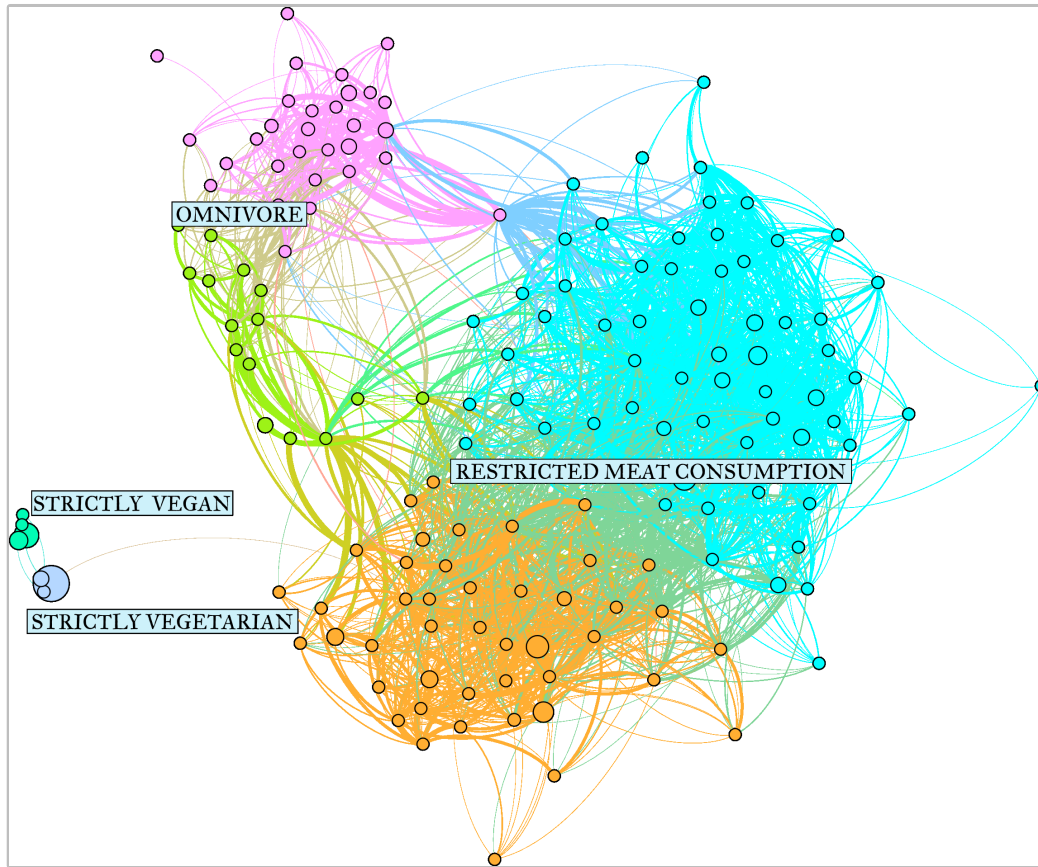 OMNIVORE
RESTRICTED MEAT CONSUMPTION
STRICTLY VEGAN
STRICTLY VEGETARIAN